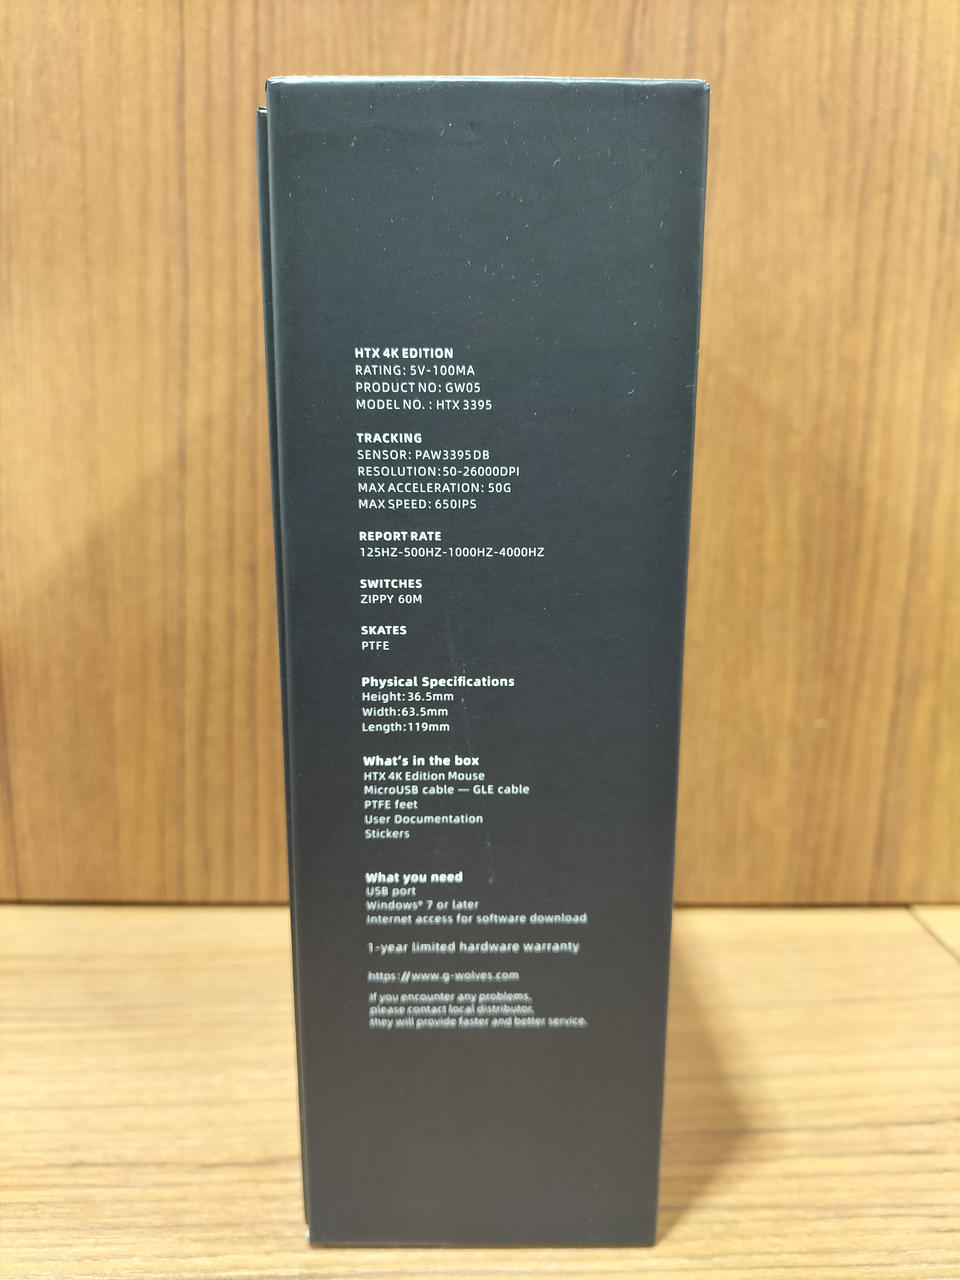 HTX 4K EDITION
RATING: 5V-100MA
PRODUCT NO: GW05
MODEL NO. : HTX 3395
TRACKING
SENSOR: PAW3395DB
RESOLUTION:50-26000DPI
MAX ACCELERATION: 50G
MAX SPEED: 650IPS
REPORT RATE
125HZ-500HZ-1000HZ-4000HZ
SWITCHES
ZIPPY 60M
SKATES
PTFE
Physical Specifications
Height:36.5mm
Width:63.5mm
Length:119mm
What's in the box
HTX 4K Edition Mouse
MicroUSB cable — GLE cable
PTFE feet
User Documentation
Stickers
What you need
USB port
Windows® 7 or later
Internet access for software download
1-year limited hardware warranty
https://www.g-wolves.com
If you encounter any problems,
please contact local distributor,
they will provide faster and better service.